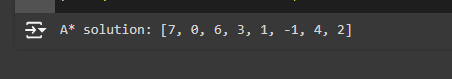 A* solution: [7, 0, 6, 3, 1, -1, 4, 2]